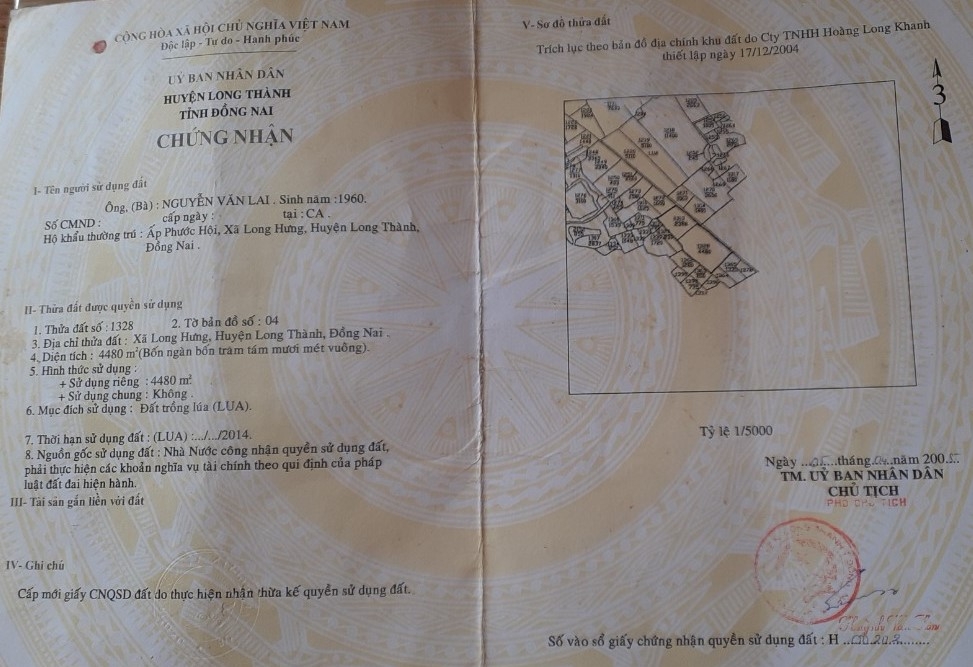 CỘNG HÒA XÃ HỘI CHỦ NGHĨA VIỆT NAM
Độc lập - Tự do - Hạnh phúc
UỶ BAN NHÂN DÂN
HUYỆN LONG THÀNH
TỈNH ĐỒNG NAI
CHỨNG NHẬN
I- Tên người sử dụng đất
Ông, (Bà) : NGUYỄN VĂN LAI . Sinh năm :1960.
Số CMND : cấp ngày : tại : CA .
Hộ khẩu thường trú : Ấp Phước Hội, Xã Long Hưng, Huyện Long Thành,
Đồng Nai .
II- Thửa đất được quyền sử dụng
1. Thửa đất số : 1328 2. Tờ bản đồ số : 04
3. Địa chỉ thửa đất : Xã Long Hưng, Huyện Long Thành, Đồng Nai .
4. Diện tích : 4480 m²(Bốn ngàn bốn trăm tám mươi mét vuông).
5. Hình thức sử dụng :
+ Sử dụng riêng : 4480 m²
+ Sử dụng chung : Không .
6. Mục đích sử dụng : Đất trồng lúa (LUA).
7. Thời hạn sử dụng đất : (LUA) :.../.../2014.
8. Nguồn gốc sử dụng đất : Nhà Nước công nhận quyền sử dụng đất,
phải thực hiện các khoản nghĩa vụ tài chính theo qui định của pháp
luật đất đai hiện hành.
III- Tài sản gắn liền với đất
IV- Ghi chú
Cấp mới giấy CNQSD đất do thực hiện nhận thừa kế quyền sử dụng đất.
V- Sơ đồ thửa đất
Trích lục theo bản đồ địa chính khu đất do Cty TNHH Hoàng Long Khanh
thiết lập ngày 17/12/2004
3
Tỷ lệ 1/5000
Ngày ... tháng ... năm 2005
TM. UỶ BAN NHÂN DÂN
CHỦ TỊCH
PHÓ CHỦ TỊCH
Số vào sổ giấy chứng nhận quyền sử dụng đất : H